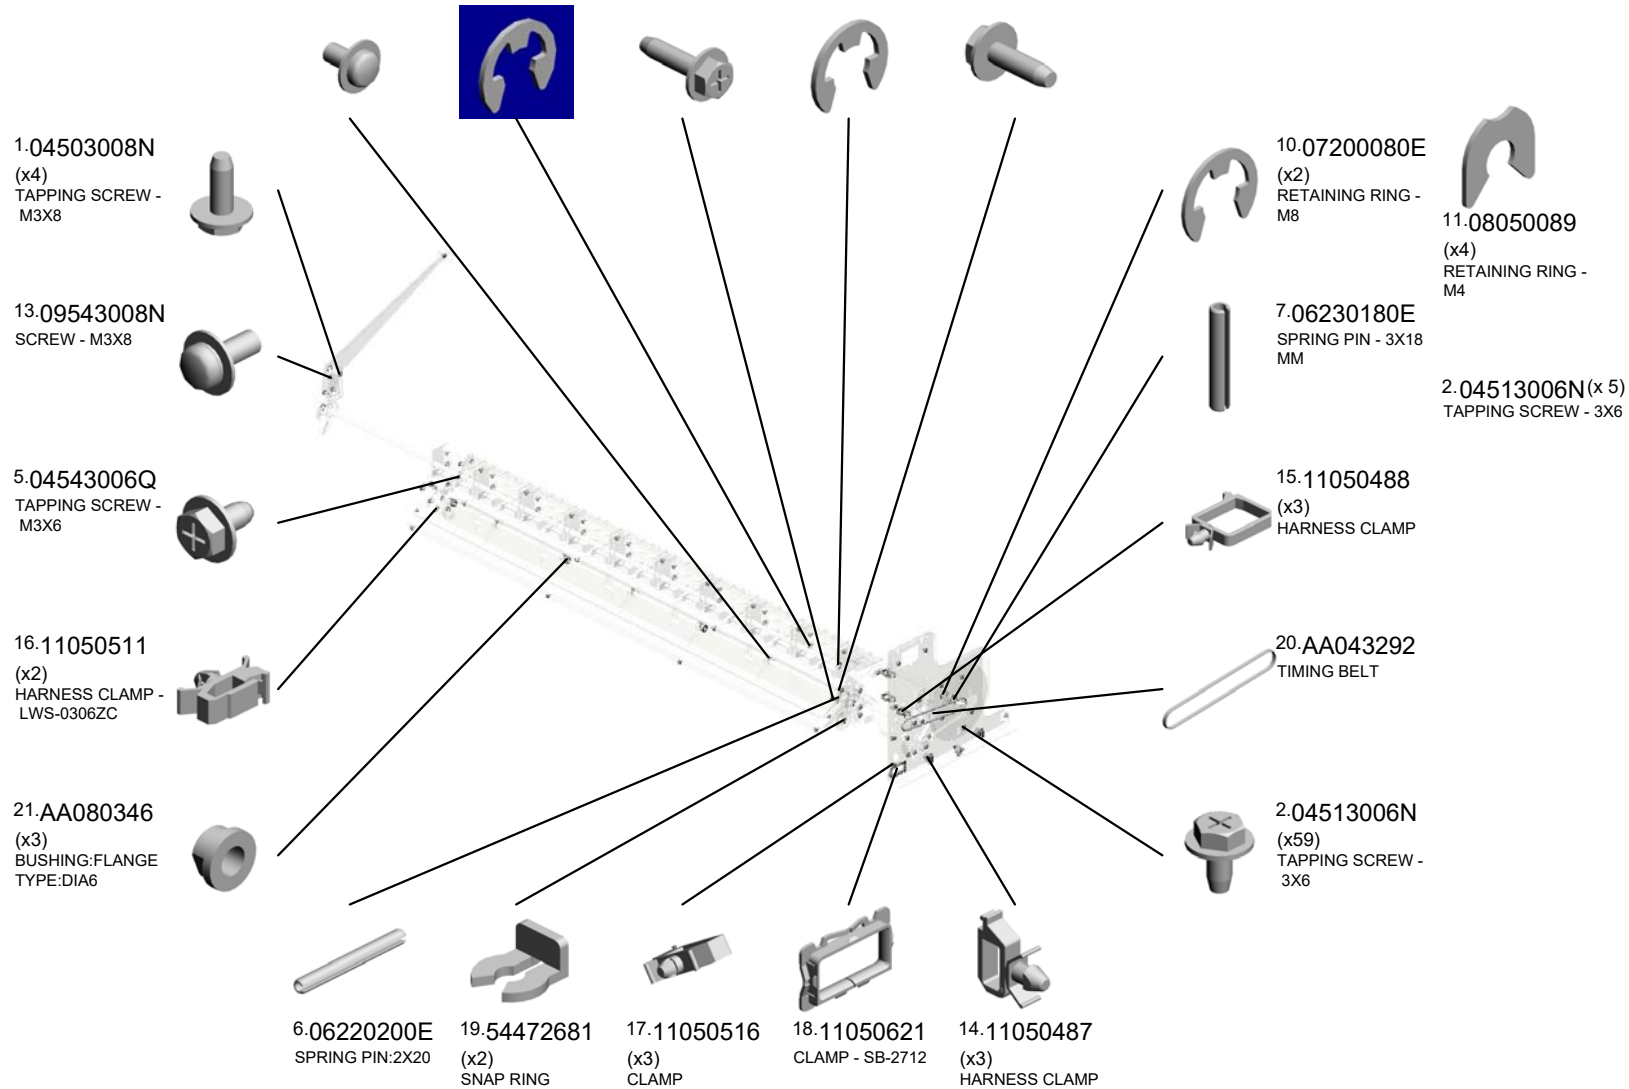 1.04503008N
(x4)
TAPPING SCREW -
M3X8
13.09543008N
SCREW - M3X8
5.04543006Q
TAPPING SCREW -
M3X6
16.11050511
(x2)
HARNESS CLAMP -
LWS-0306ZC
21.AA080346
(x3)
BUSHING:FLANGE
TYPE:DIA6
10.07200080E
(x2)
RETAINING RING -
M8
11.08050089
(x4)
RETAINING RING -
M4
7.06230180E
SPRING PIN - 3X18
MM
2.04513006N (x 5)
TAPPING SCREW - 3X6
15.11050488
(x3)
HARNESS CLAMP
20.AA043292
TIMING BELT
2.04513006N
(x59)
TAPPING SCREW -
3X6
6.06220200E
SPRING PIN:2X20
19.54472681
(x2)
SNAP RING
17.11050516
(x3)
CLAMP
18.11050621
CLAMP - SB-2712
14.11050487
(x3)
HARNESS CLAMP